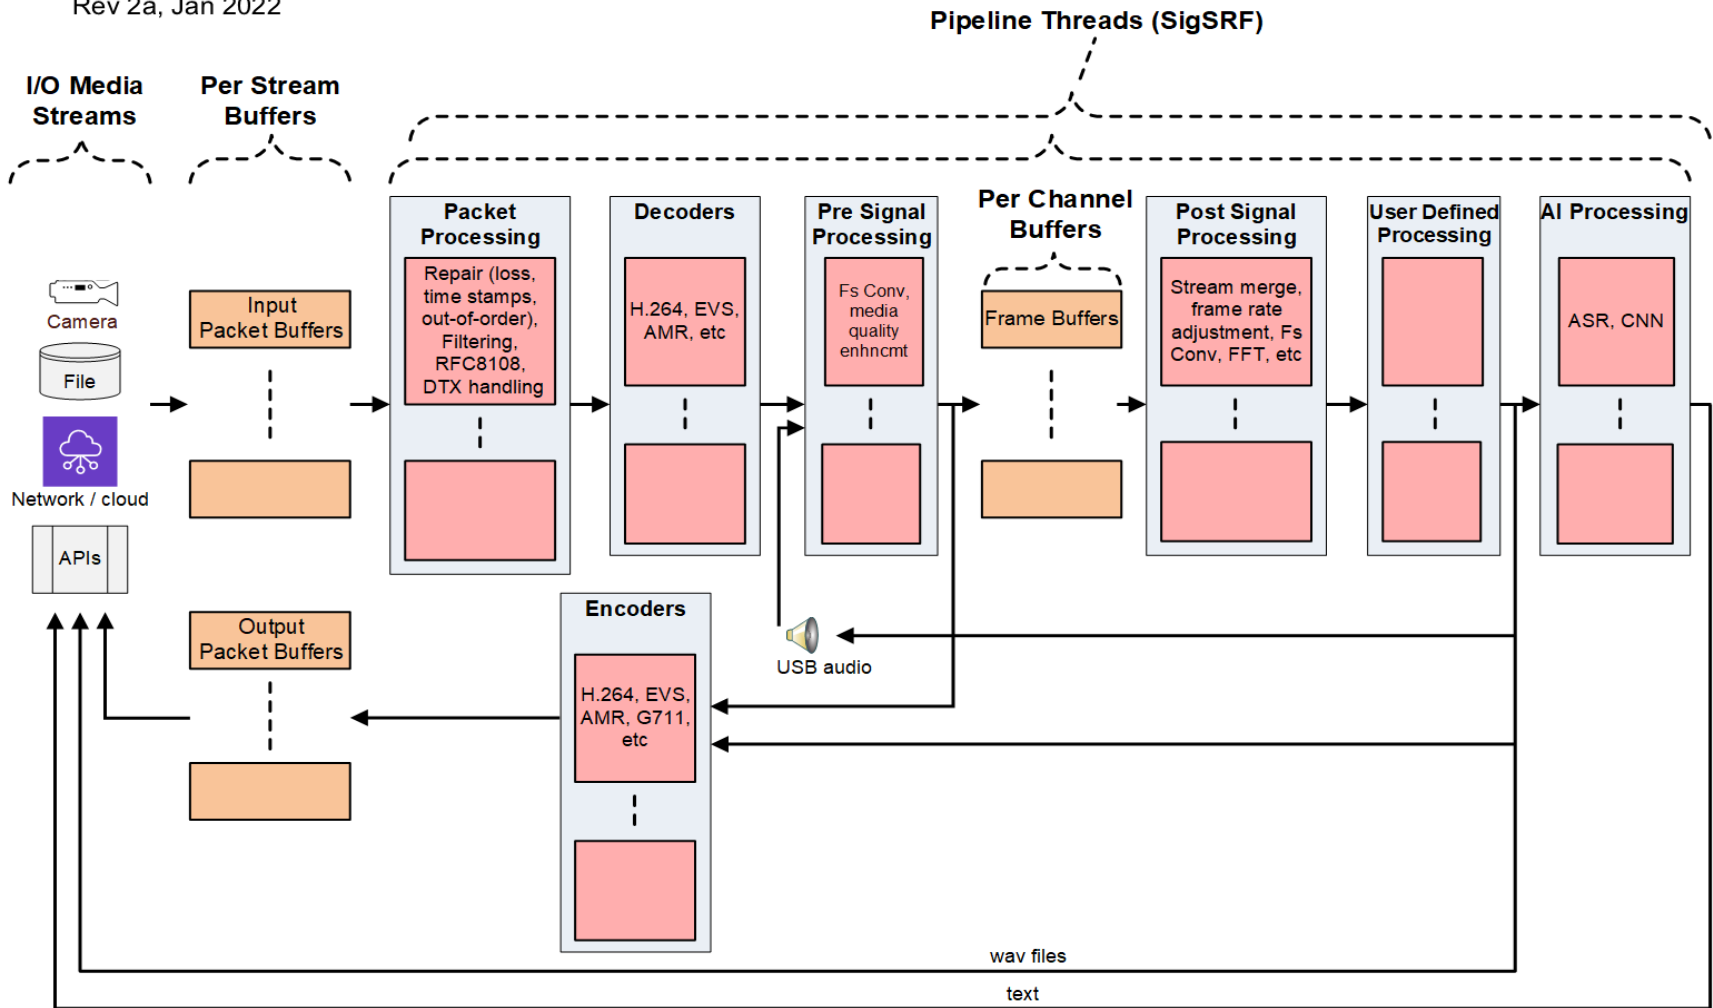 Rev 2a, Jan 2022
Pipeline Threads (SigSRF)
I/O Media
Streams
Per Stream
Buffers
Packet
Processing
Repair (loss,
time stamps,
out-of-order),
Filtering,
RFC8108,
DTX handling
Decoders
H.264, EVS,
AMR, etc
Pre Signal
Processing
Fs Conv,
media
quality
enhncmt
Per Channel
Buffers
Frame Buffers
Post Signal
Processing
Stream merge,
frame rate
adjustment, Fs
Conv, FFT, etc
User Defined
Processing
AI Processing
ASR, CNN
Camera
File
Network / cloud
APIs
Input
Packet Buffers
Output
Packet Buffers
Encoders
H.264, EVS,
AMR, G711,
etc
USB audio
wav files
text